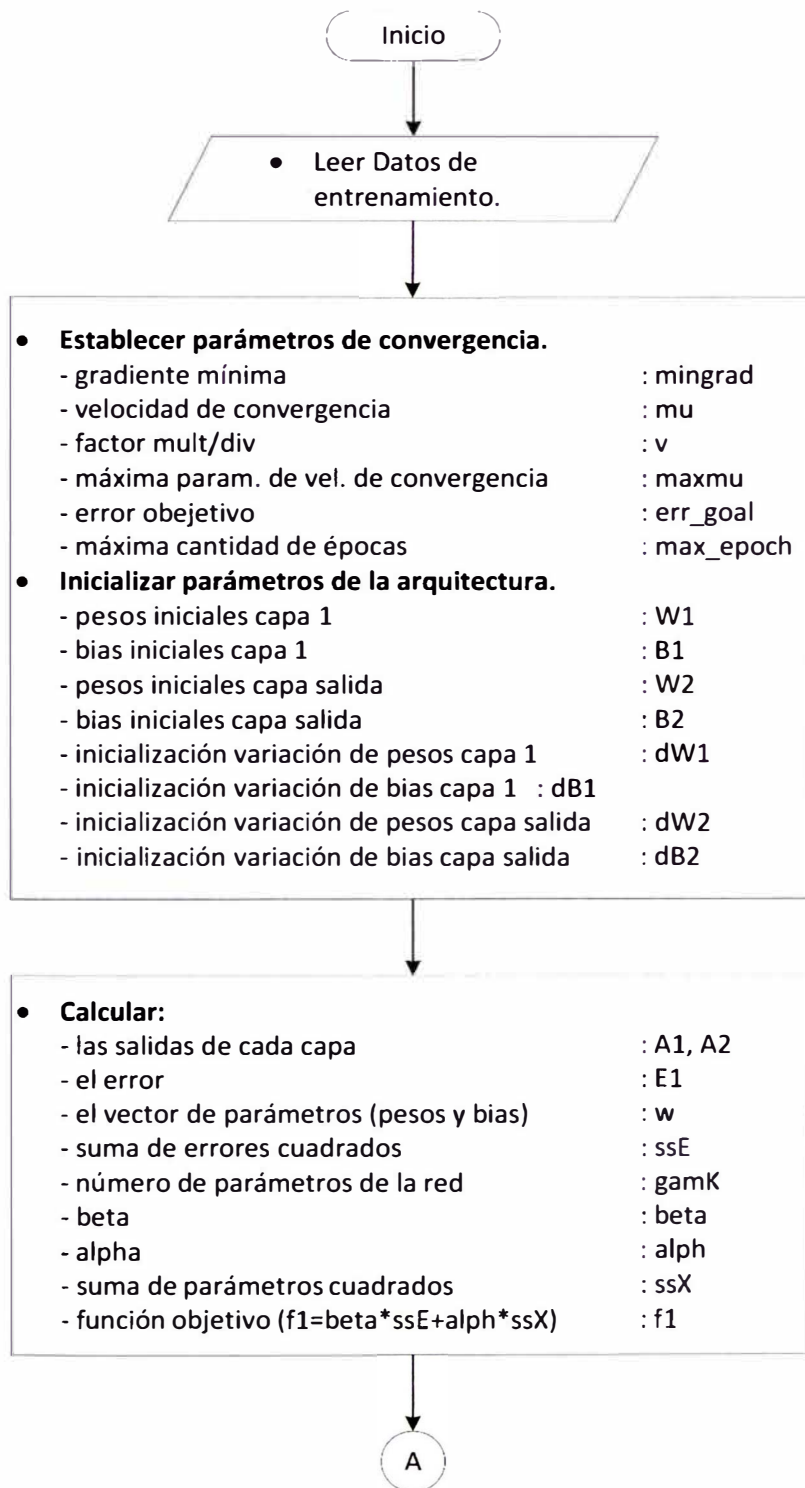 Inicio
• Leer Datos de
entrenamiento.
• Establecer parámetros de convergencia.
- gradiente mínima : mingrad
- velocidad de convergencia : mu
- factor mult/div : v
- máxima param. de vel. de convergencia : maxmu
- error obejetivo : err_goal
- máxima cantidad de épocas : max_epoch
• Inicializar parámetros de la arquitectura.
- pesos iniciales capa 1 : W1
- bias iniciales capa 1 : B1
- pesos iniciales capa salida : W2
- bias iniciales capa salida : B2
- inicialización variación de pesos capa 1 : dW1
- inicialización variación de bias capa 1 : dB1
- inicialización variación de pesos capa salida : dW2
- inicialización variación de bias capa salida : dB2
• Calcular:
- las salidas de cada capa : A1, A2
- el error : E1
- el vector de parámetros (pesos y bias) : w
- suma de errores cuadrados : ssE
- número de parámetros de la red : gamK
- beta : beta
- alpha : alph
- suma de parámetros cuadrados : ssX
- función objetivo (f1=beta*ssE+alph*ssX) : f1
A